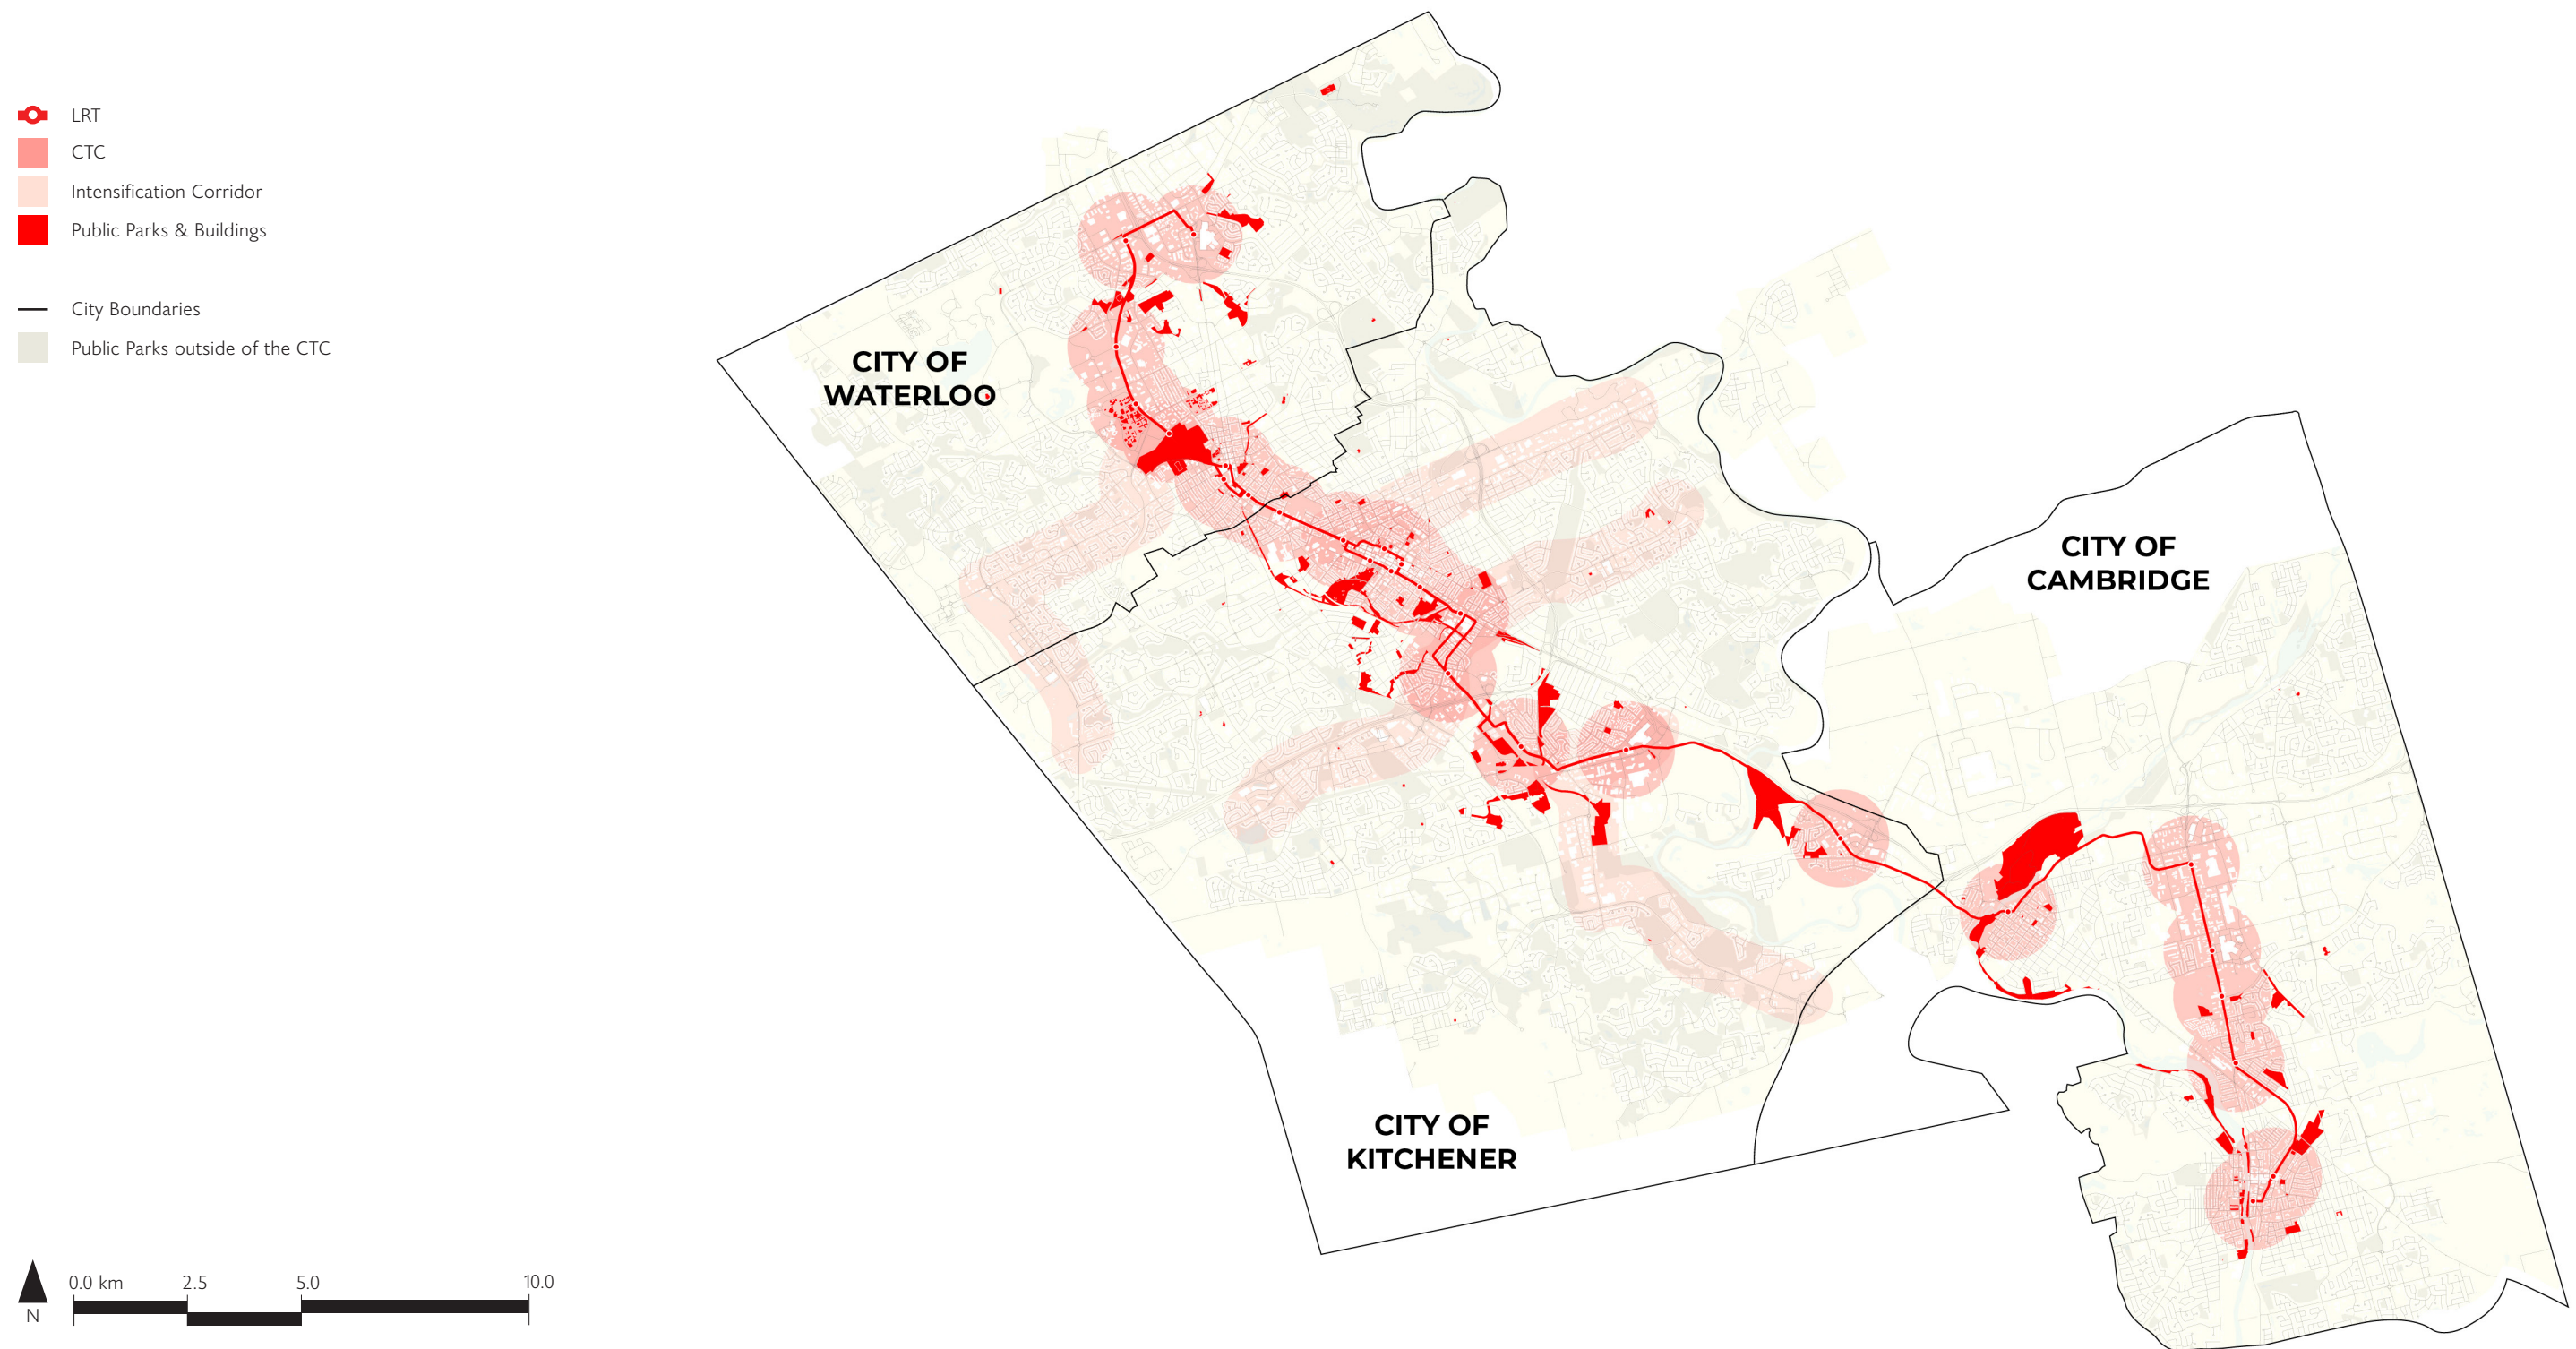 LRT
CTC
Intensification Corridor
Public Parks & Buildings
City Boundaries
Public Parks outside of the CTC
CITY OF
WATERLOO
CITY OF
CAMBRIDGE
CITY OF
KITCHENER
0.0 km 2.5 5.0 10.0
N